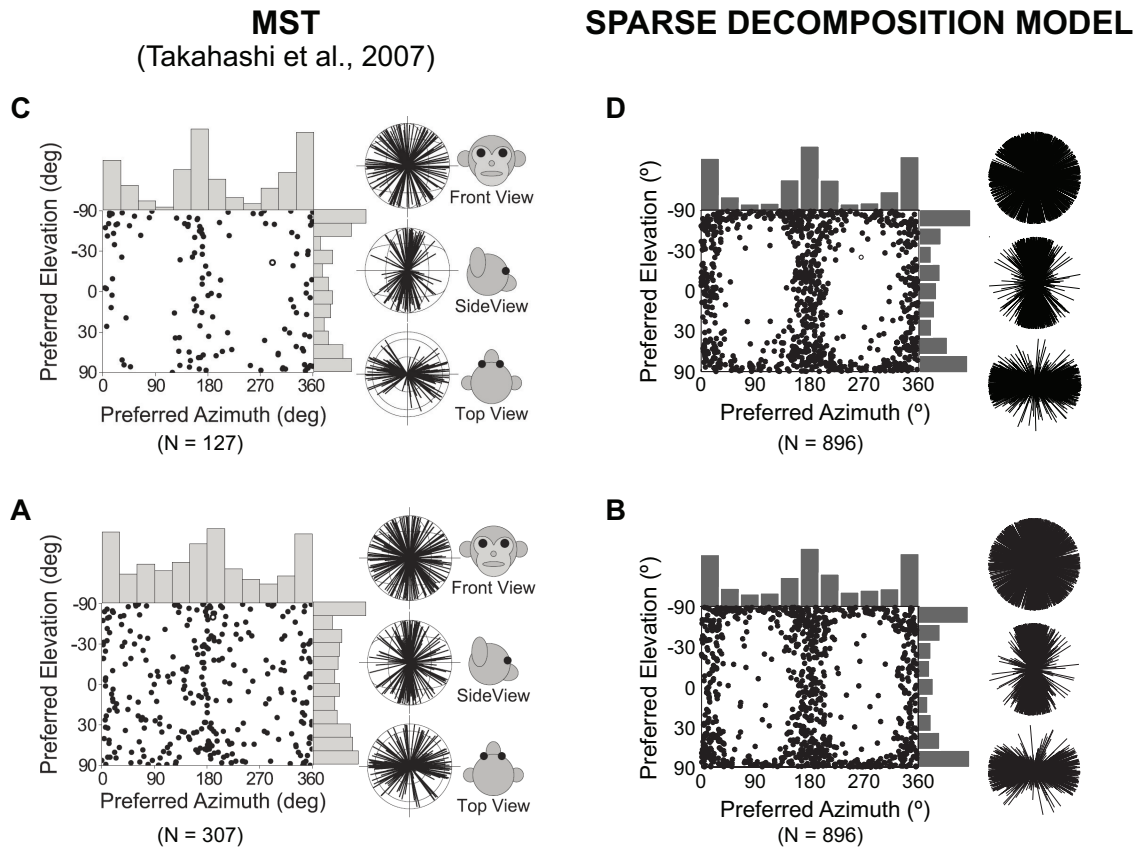 MST
(Takahashi et al., 2007)
SPARSE DECOMPOSITION MODEL
C
Preferred Elevation (deg)
-90
-30
0
30
90
0 90 180 270 360
Preferred Azimuth (deg)
(N = 127)
Front View
SideView
Top View
D
Preferred Elevation (º)
-90
-30
0
30
90
0 90 180 270 360
Preferred Azimuth (º)
(N = 896)
A
Preferred Elevation (deg)
-90
-30
0
30
90
0 90 180 270 360
Preferred Azimuth (deg)
(N = 307)
Front View
SideView
Top View
B
Preferred Elevation (º)
-90
-30
0
30
90
0 90 180 270 360
Preferred Azimuth (º)
(N = 896)